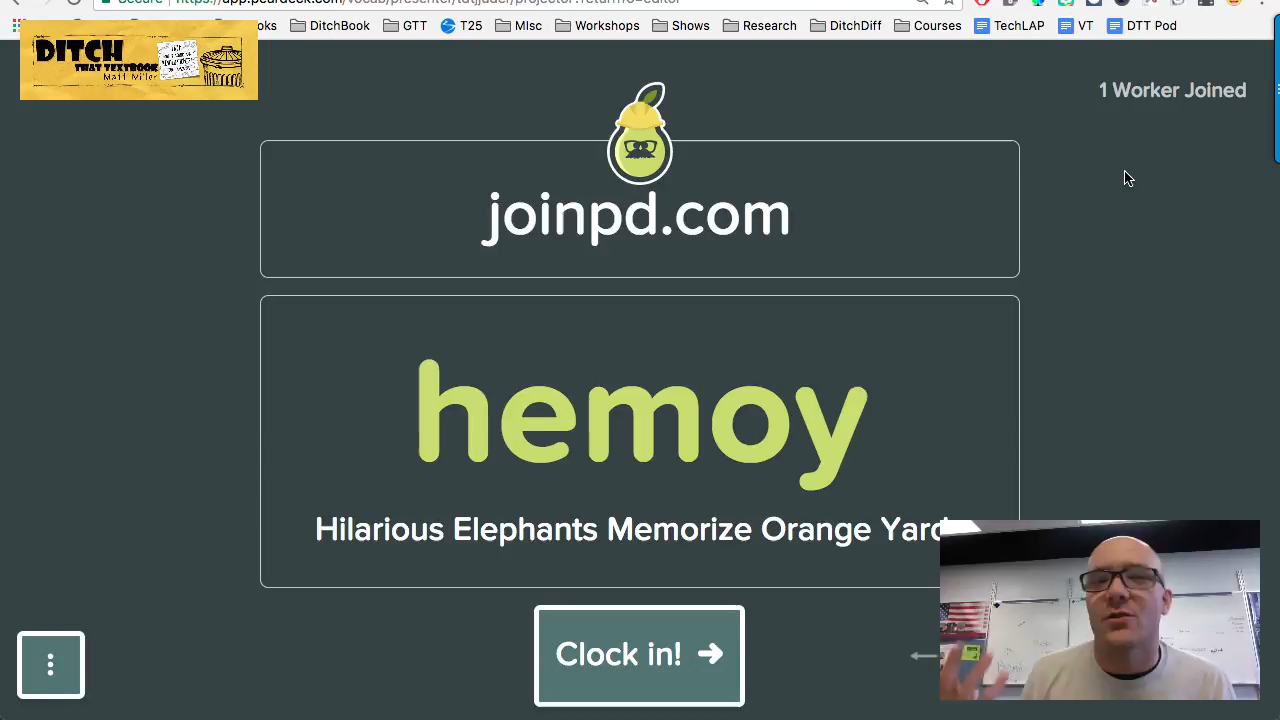 DitchBook GTT T25 MIsc Workshops Shows Research DitchDiff Courses TechLAP VT DTT Pod
DITCH
THAT TEXTBOOK
Matt Miller
1 Worker Joined
joinpd.com
hemoy
Hilarious Elephants Memorize Orange Yard
Clock in!